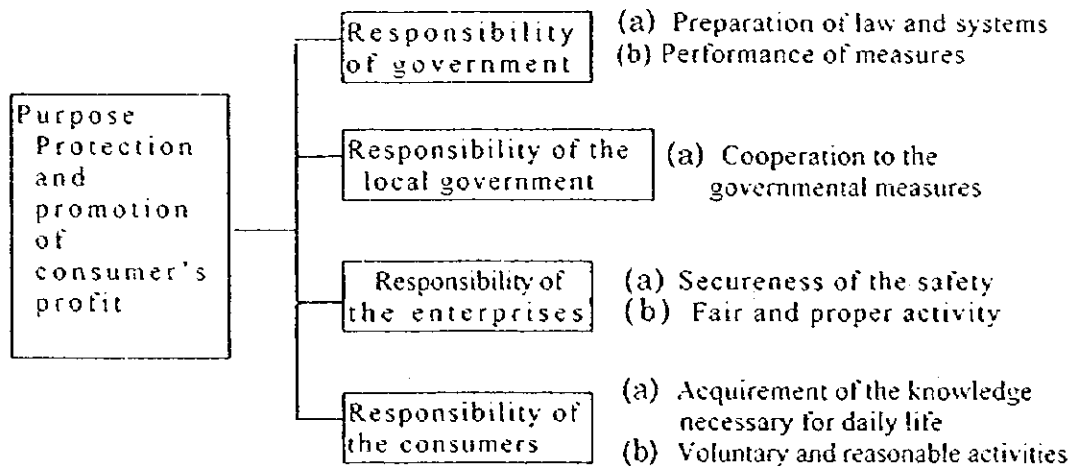 Purpose
Protection
and
promotion
of
consumer's
profit
Responsibility
of government
(a) Preparation of law and systems
(b) Performance of measures
Responsibility of the
local government
(a) Cooperation to the
governmental measures
Responsibility of
the enterprises
(a) Secureness of the safety
(b) Fair and proper activity
Responsibility of
the consumers
(a) Acquirement of the knowledge
necessary for daily life
(b) Voluntary and reasonable activities